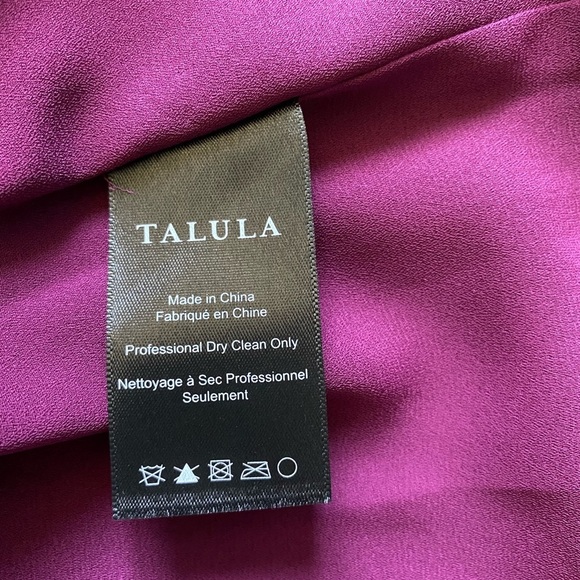 TALULA
Made in China
Fabriqué en Chine
Professional Dry Clean Only
Nettoyage à Sec Professionnel
Seulement